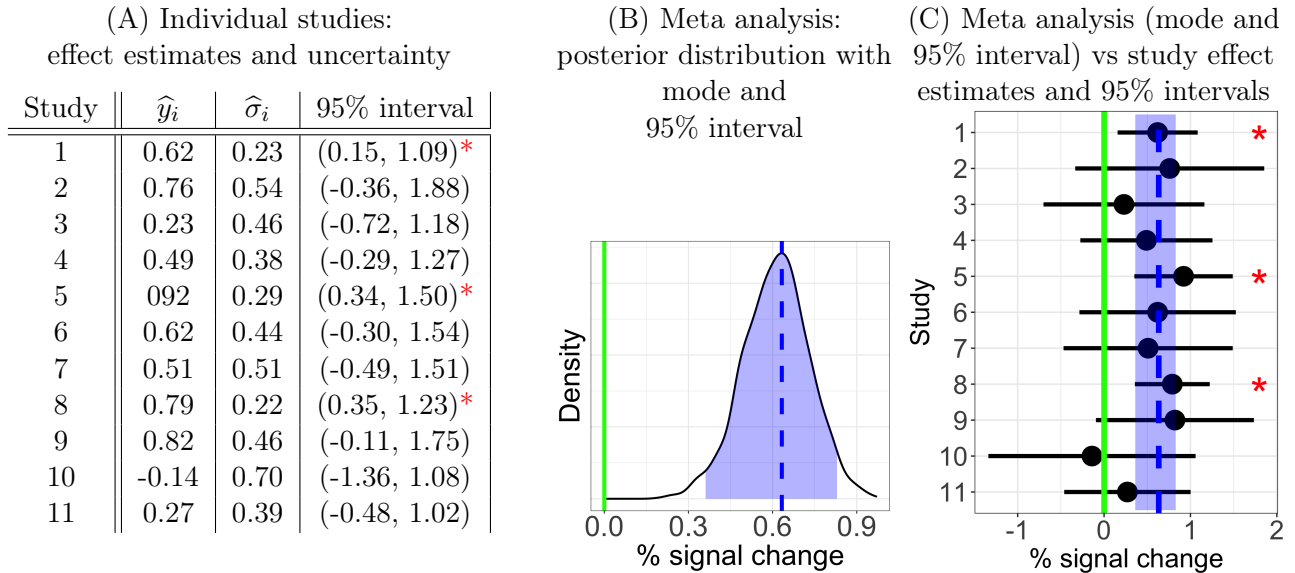 (A) Individual studies:
effect estimates and uncertainty
Study ŷᵢ σ̂ᵢ 95% interval
1 0.62 0.23 (0.15, 1.09)*
2 0.76 0.54 (-0.36, 1.88)
3 0.23 0.46 (-0.72, 1.18)
4 0.49 0.38 (-0.29, 1.27)
5 092 0.29 (0.34, 1.50)*
6 0.62 0.44 (-0.30, 1.54)
7 0.51 0.51 (-0.49, 1.51)
8 0.79 0.22 (0.35, 1.23)*
9 0.82 0.46 (-0.11, 1.75)
10 -0.14 0.70 (-1.36, 1.08)
11 0.27 0.39 (-0.48, 1.02)
(B) Meta analysis:
posterior distribution with
mode and
95% interval
Density
0.0 0.3 0.6 0.9
% signal change
(C) Meta analysis (mode and
95% interval) vs study effect
estimates and 95% intervals
Study
1 *
2
3
4
5 *
6
7
8 *
9
10
11
-1 0 1 2
% signal change